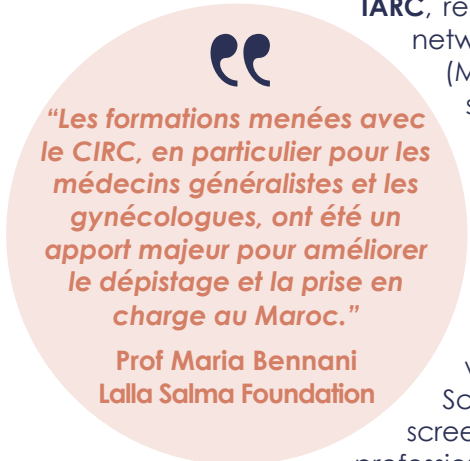 IARC, re
netw
(M
s
“
“Les formations menées avec
le CIRC, en particulier pour les
médecins généralistes et les
gynécologues, ont été un
apport majeur pour améliorer
le dépistage et la prise en
charge au Maroc.”
Prof Maria Bennani
Lalla Salma Foundation
Sc
scree